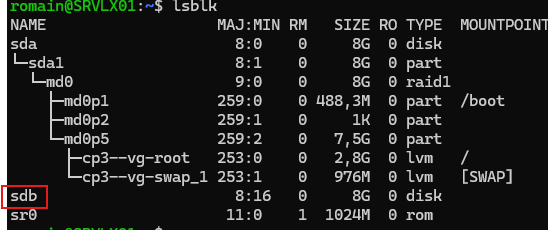 romain@SRVLX01:~$ lsblk
NAME MAJ:MIN RM SIZE RO TYPE MOUNTPOINT
sda 8:0 0 8G 0 disk
└─sda1 8:1 0 8G 0 part
└─md0 9:0 0 8G 0 raid1
├─md0p1 259:0 0 488,3M 0 part /boot
├─md0p2 259:1 0 1K 0 part
└─md0p5 259:2 0 7,5G 0 part
├─cp3--vg-root 253:0 0 2,8G 0 lvm /
└─cp3--vg-swap_1 253:1 0 976M 0 lvm [SWAP]
sdb 8:16 0 8G 0 disk
sr0 11:0 1 1024M 0 rom